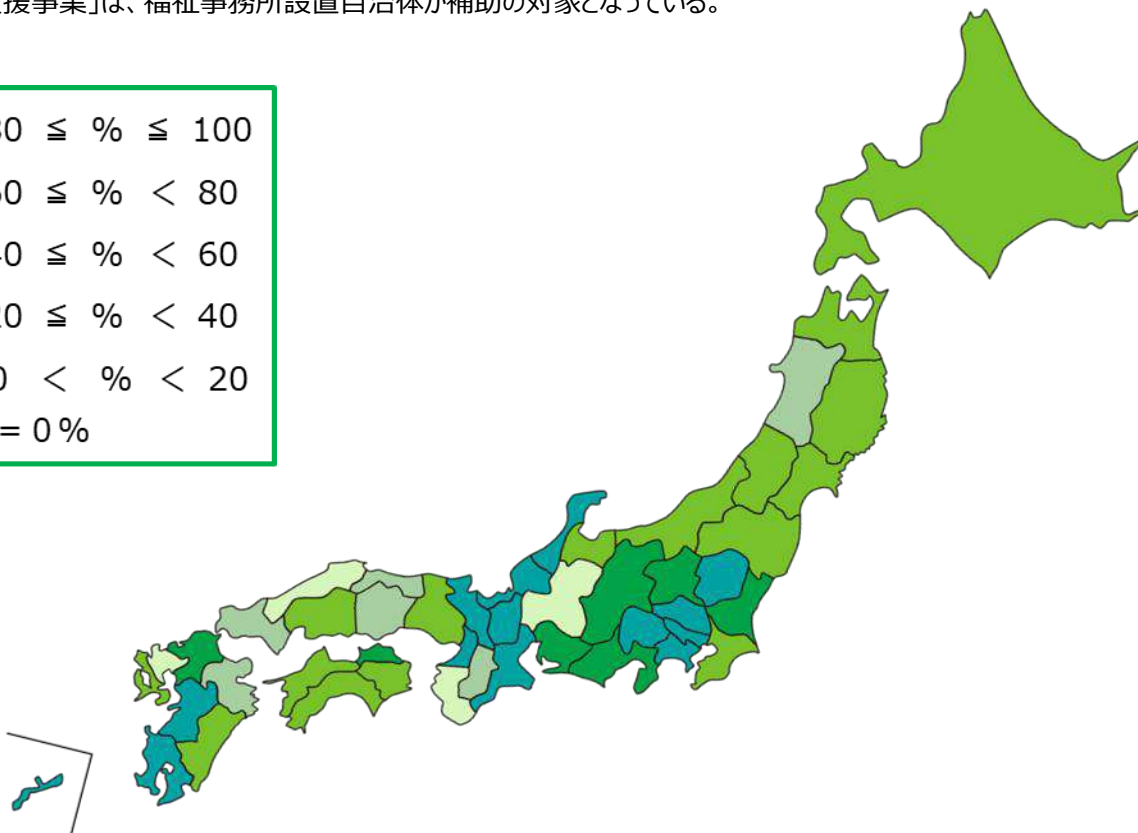 援事業」は、福祉事務所設置自治体が補助の対象となっている。
0 ≦ % ≦ 100
0 ≦ % ＜ 80
0 ≦ % ＜ 60
0 ≦ % ＜ 40
＜ % ＜ 20
= 0％